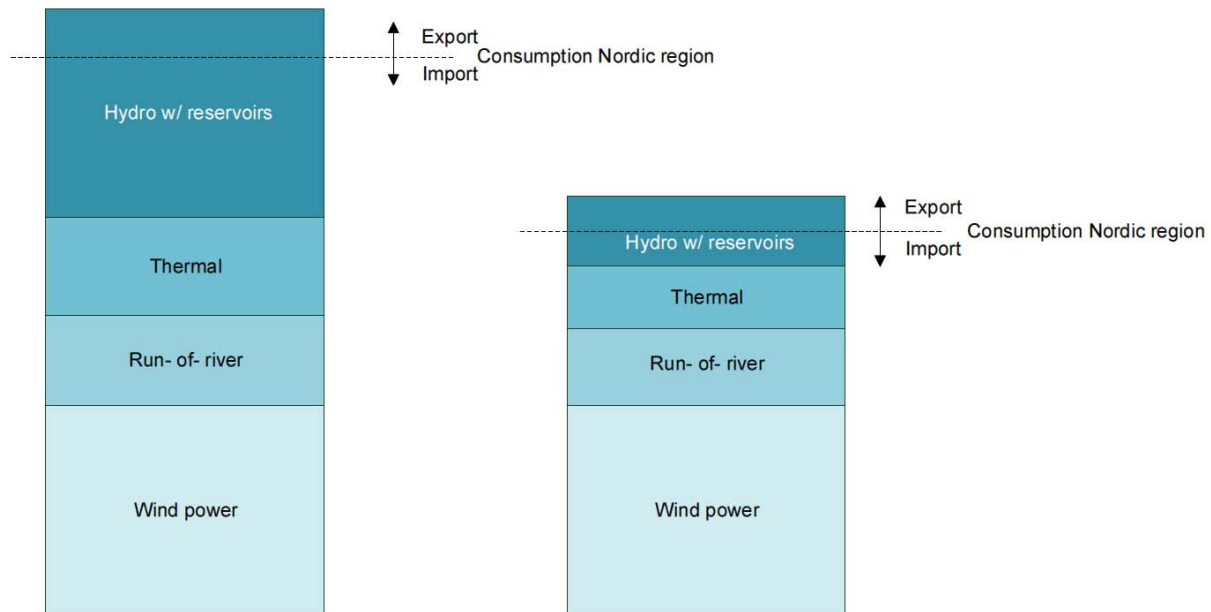 Export
Consumption Nordic region
Import
Hydro w/ reservoirs
Thermal
Run- of- river
Wind power
Export
Consumption Nordic region
Import
Hydro w/ reservoirs
Thermal
Run- of- river
Wind power